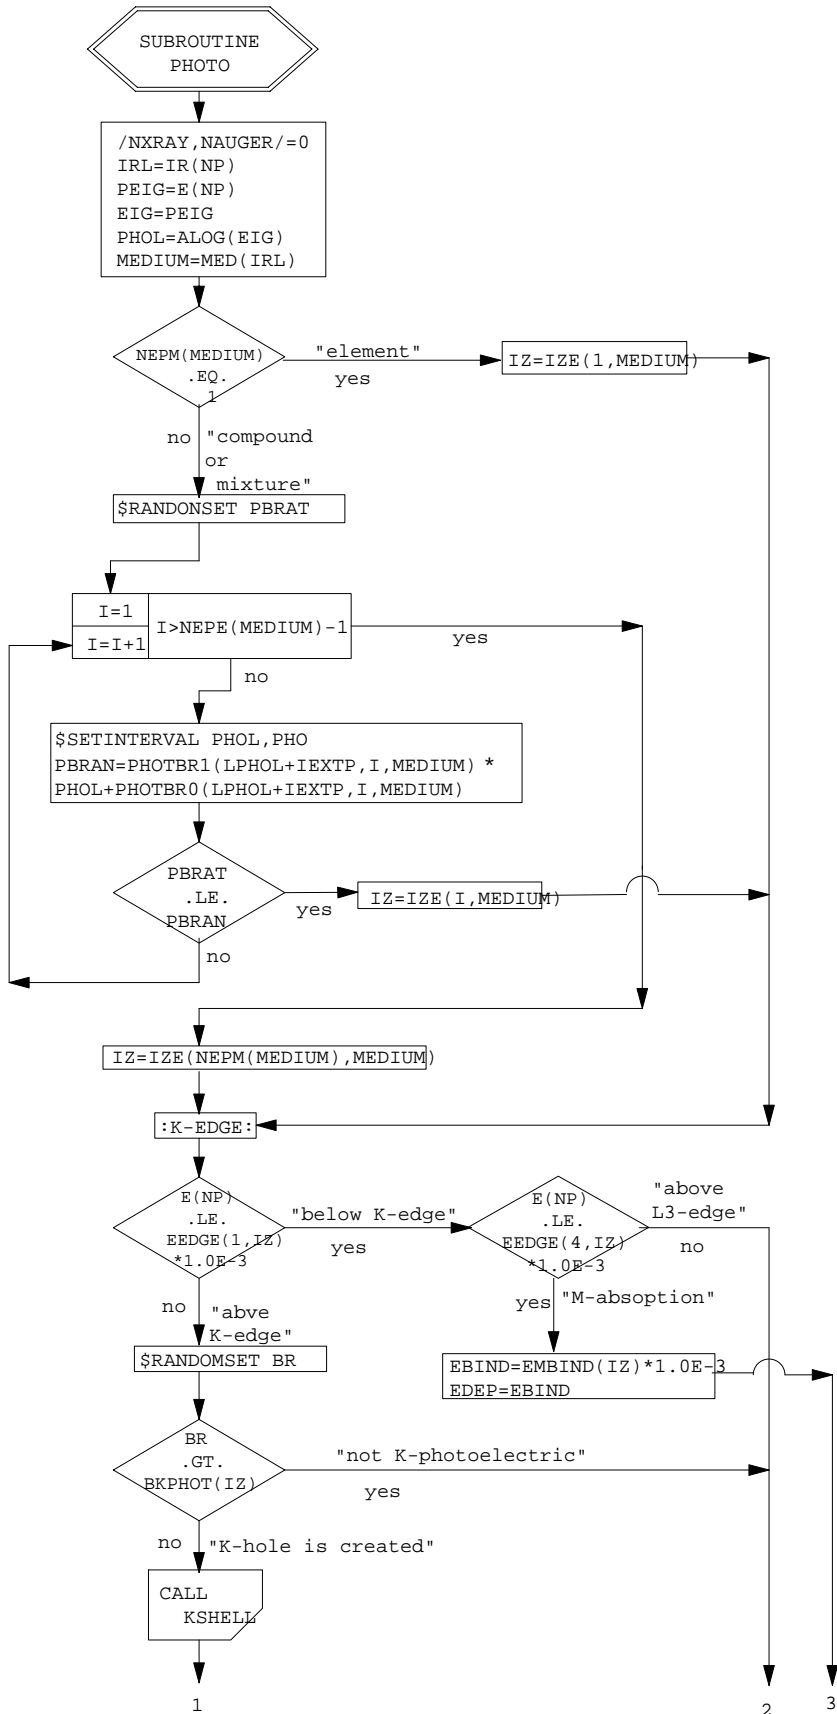 SUBROUTINE
PHOTO
/NXRAY,NAUGER/=0
IRL=IR(NP)
PEIG=E(NP)
EIG=PEIG
PHOL=ALOG(EIG)
MEDIUM=MED(IRL)
NEPM(MEDIUM)
.EQ.
1
"element"
yes
IZ=IZE(1,MEDIUM)
no "compound
or
mixture"
$RANDONSET PBRAT
I=1
I=I+1
I>NEPE(MEDIUM)-1
yes
no
$SETINTERVAL PHOL,PHO
PBRAN=PHOTBR1(LPHOL+IEXTP,I,MEDIUM) *
PHOL+PHOTBR0(LPHOL+IEXTP,I,MEDIUM)
PBRAT
.LE.
PBRAN
yes
IZ=IZE(I,MEDIUM)
no
IZ=IZE(NEPM(MEDIUM),MEDIUM)
:K-EDGE:
E(NP)
.LE.
EEDGE(1,IZ)
*1.0E-3
"below K-edge"
yes
E(NP)
.LE.
EEDGE(4,IZ)
*1.0E-3
"above
L3-edge"
no
no "abve
K-edge"
yes "M-absoption"
$RANDOMSET BR
EBIND=EMBIND(IZ)*1.0E-3
EDEP=EBIND
BR
.GT.
BKPHOT(IZ)
"not K-photoelectric"
yes
no "K-hole is created"
CALL
KSHELL
1
2
3